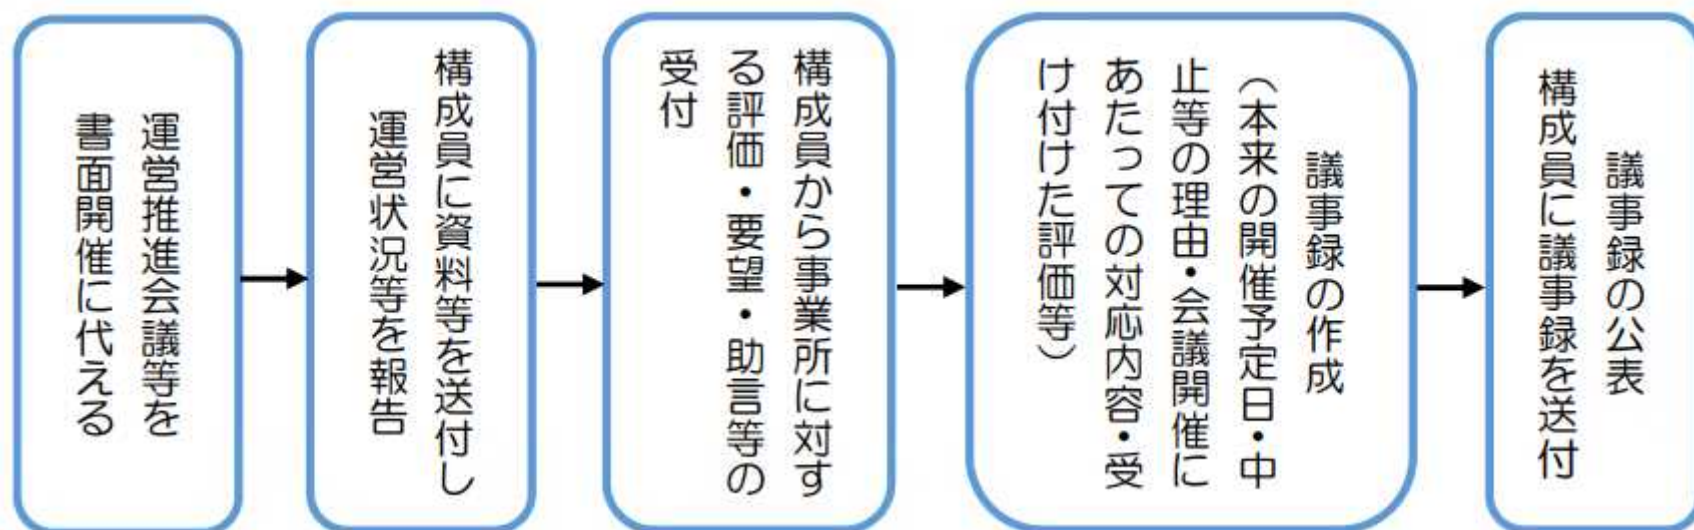 運営推進会議等を
書面開催に代える
構成員に資料等を送付し
運営状況等を報告
構成員から事業所に対す
る評価・要望・助言等の
受付
議事録の作成
（本来の開催予定日・中
止等の理由・会議開催に
あたっての対応内容・受
け付けた評価等）
議事録の公表
構成員に議事録を送付